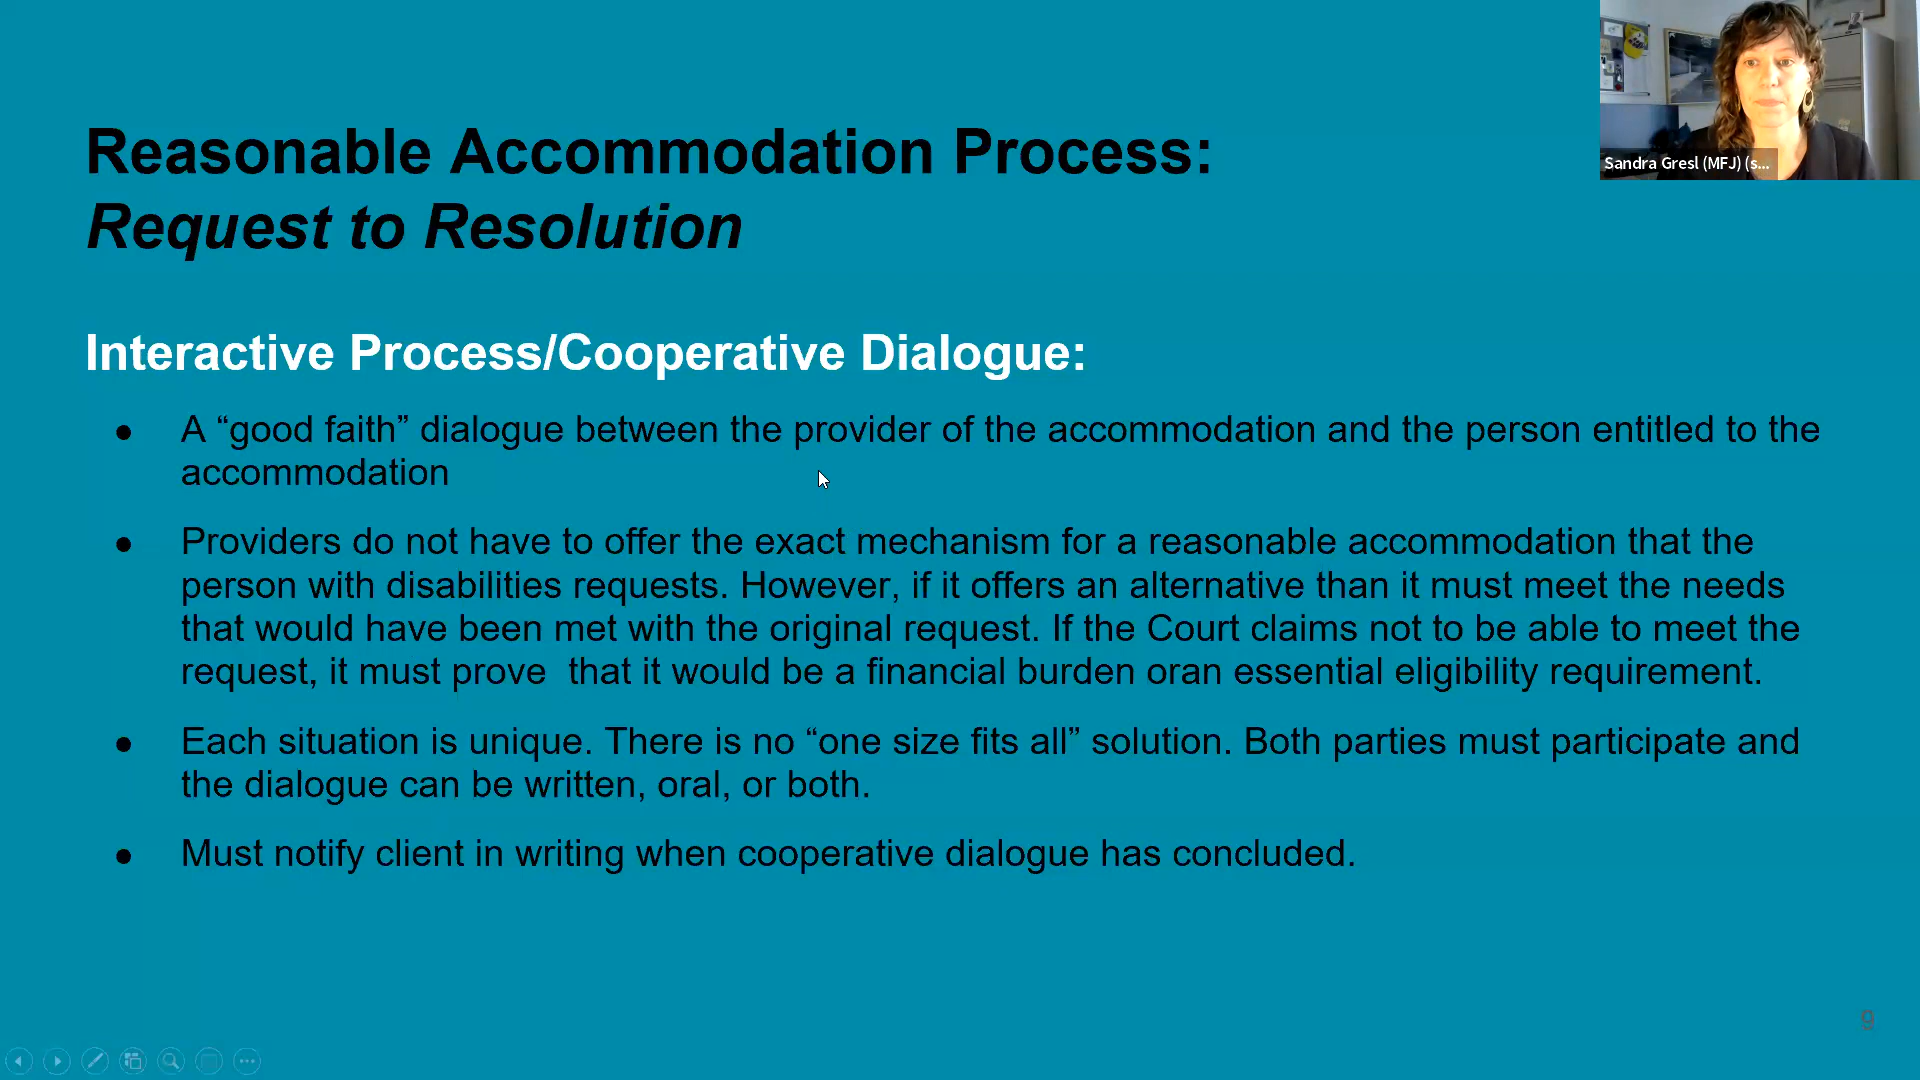 Reasonable Accommodation Process:
Request to Resolution
Sandra Gresl (MFJ) (s...
Interactive Process/Cooperative Dialogue:
● A “good faith” dialogue between the provider of the accommodation and the person entitled to the
accommodation
● Providers do not have to offer the exact mechanism for a reasonable accommodation that the
person with disabilities requests. However, if it offers an alternative than it must meet the needs
that would have been met with the original request. If the Court claims not to be able to meet the
request, it must prove  that it would be a financial burden oran essential eligibility requirement.
● Each situation is unique. There is no “one size fits all” solution. Both parties must participate and
the dialogue can be written, oral, or both.
● Must notify client in writing when cooperative dialogue has concluded.
9